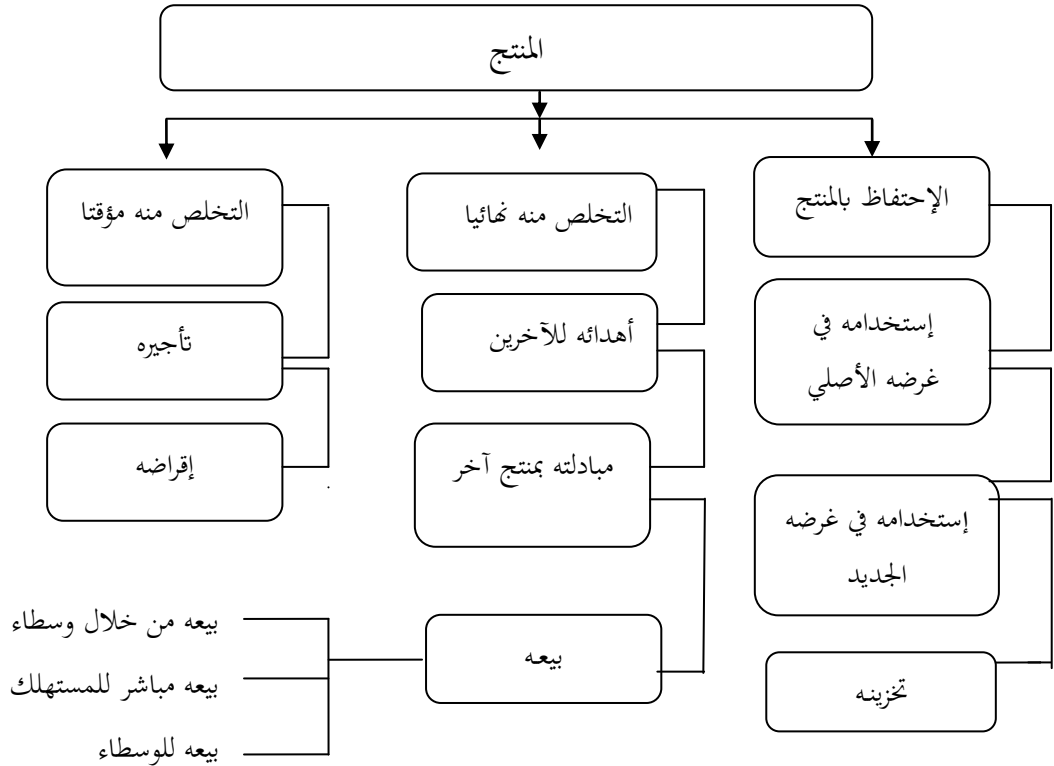 المنتج
الإحتفاظ بالمنتج
إستخدامه في
غرضه الأصلي
إستخدامه في غرضه
الجديد
تخزينه
التخلص منه نهائيا
أهدائه للآخرين
مبادلته بمنتج آخر
بيعه
بيعه من خلال وسطاء
بيعه مباشر للمستهلك
بيعه للوسطاء
التخلص منه مؤقتا
تأجيره
إقراضه